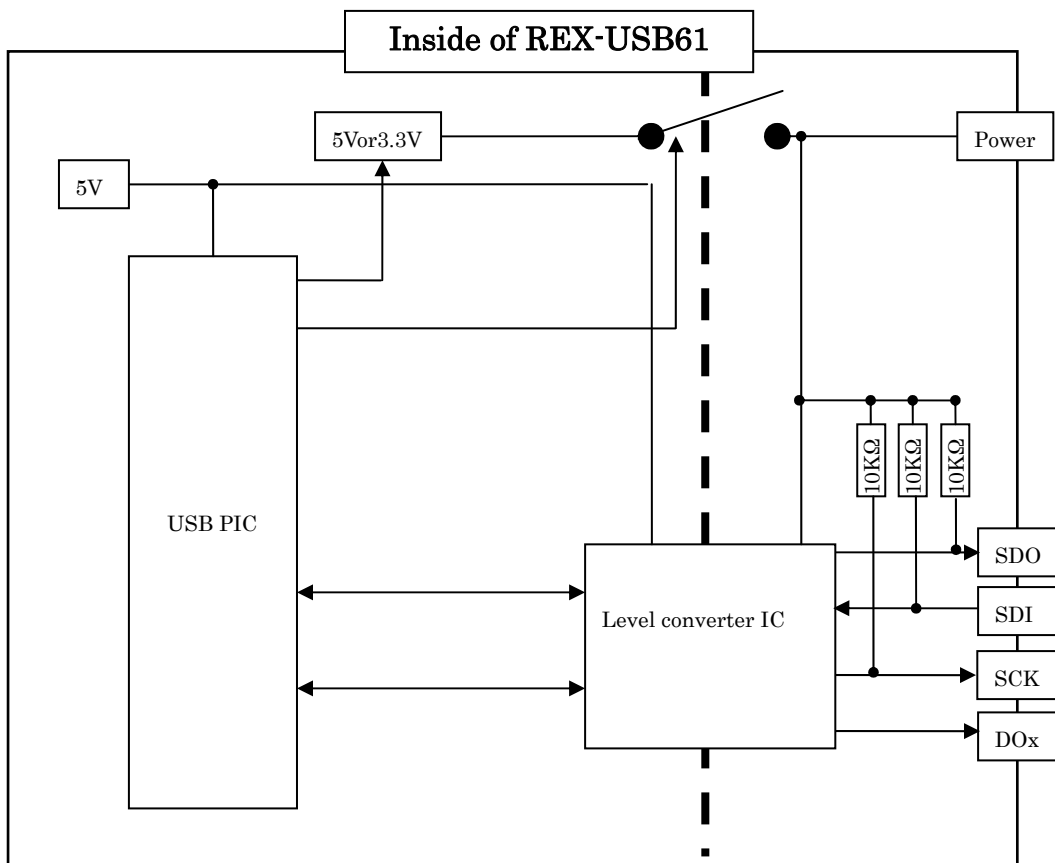 Inside of REX-USB61
5Vor3.3V
Power
5V
10KΩ
10KΩ
10KΩ
USB PIC
SDO
Level converter IC
SDI
SCK
DOx